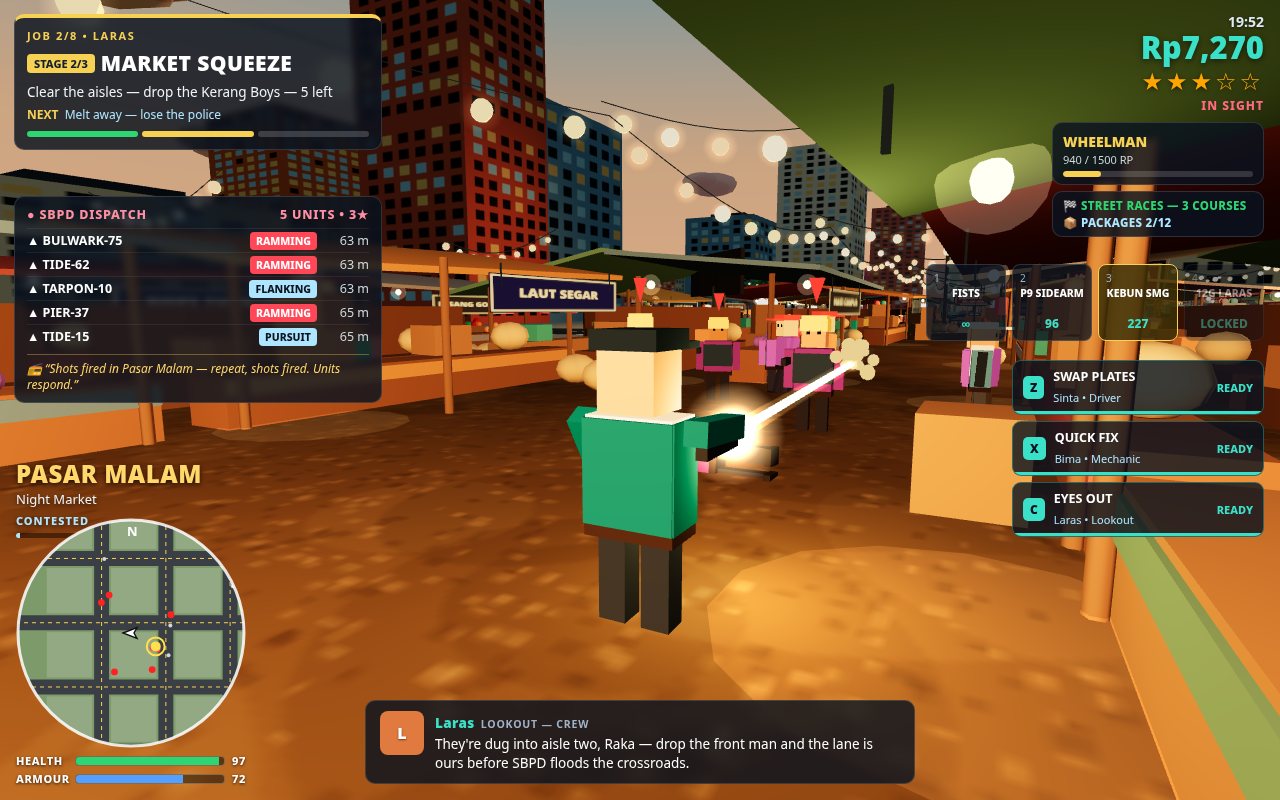 JOB 2/8 • LARAS
STAGE 2/3 MARKET SQUEEZE
Clear the aisles — drop the Kerang Boys — 5 left
NEXT Melt away — lose the police
● SBPD DISPATCH 5 UNITS • 3★
▲ BULWARK-75 RAMMING 63 m
▲ TIDE-62 RAMMING 63 m
▲ TARPON-10 FLANKING 63 m
▲ PIER-37 RAMMING 65 m
▲ TIDE-15 PURSUIT 65 m
📻 “Shots fired in Pasar Malam — repeat, shots fired. Units
respond.”
PASAR MALAM
Night Market
CONTESTED
N
HEALTH 97
ARMOUR 72
LAUT SEGAR
19:52
Rp7,270
★★★☆☆
IN SIGHT
WHEELMAN
940 / 1500 RP
🏁 STREET RACES — 3 COURSES
📦 PACKAGES 2/12
FISTS
∞
2
P9 SIDEARM
96
3
KEBUN SMG
227
12G LARAS
LOCKED
Z SWAP PLATES READY
Sinta • Driver
X QUICK FIX READY
Bima • Mechanic
C EYES OUT READY
Laras • Lookout
L
Laras LOOKOUT — CREW
They're dug into aisle two, Raka — drop the front man and the lane is
ours before SBPD floods the crossroads.